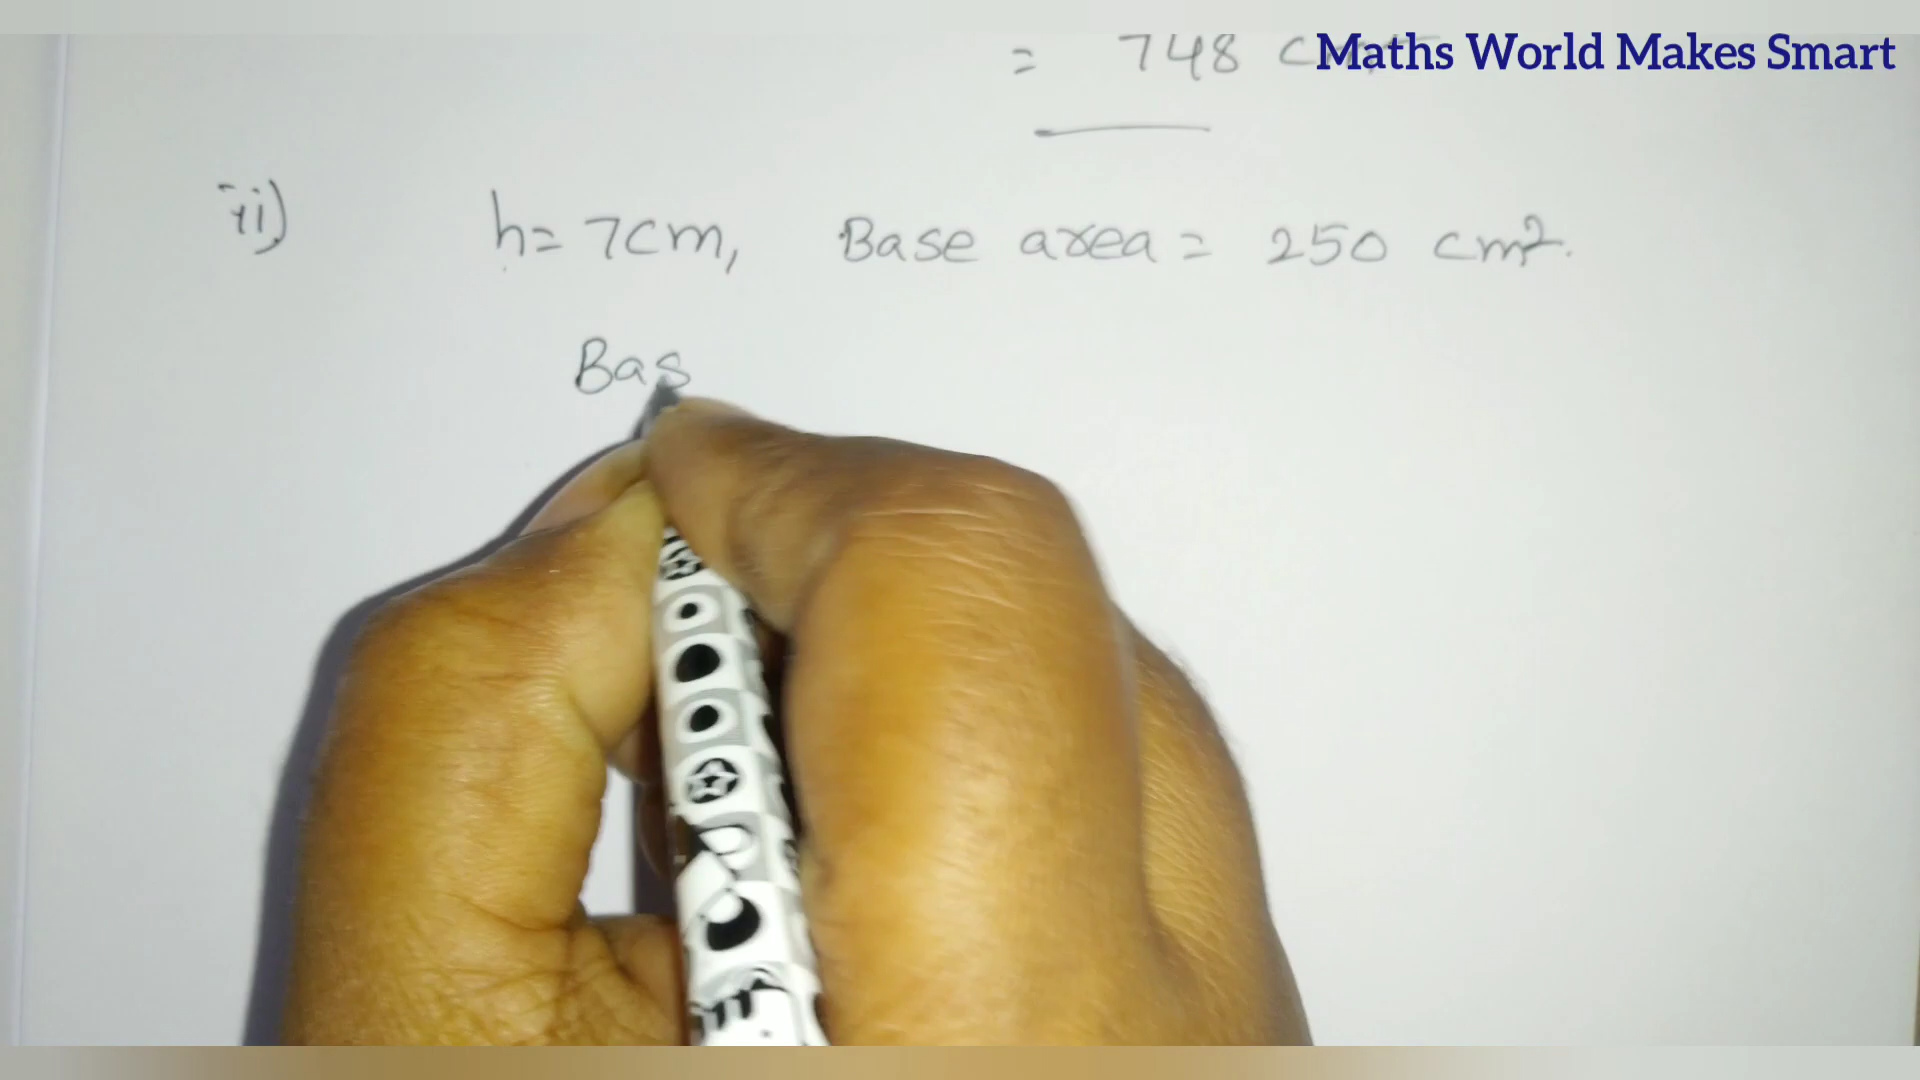 Maths World Makes Smart
= 748
ii) h= 7cm, Base area = 250 cm².
Bas